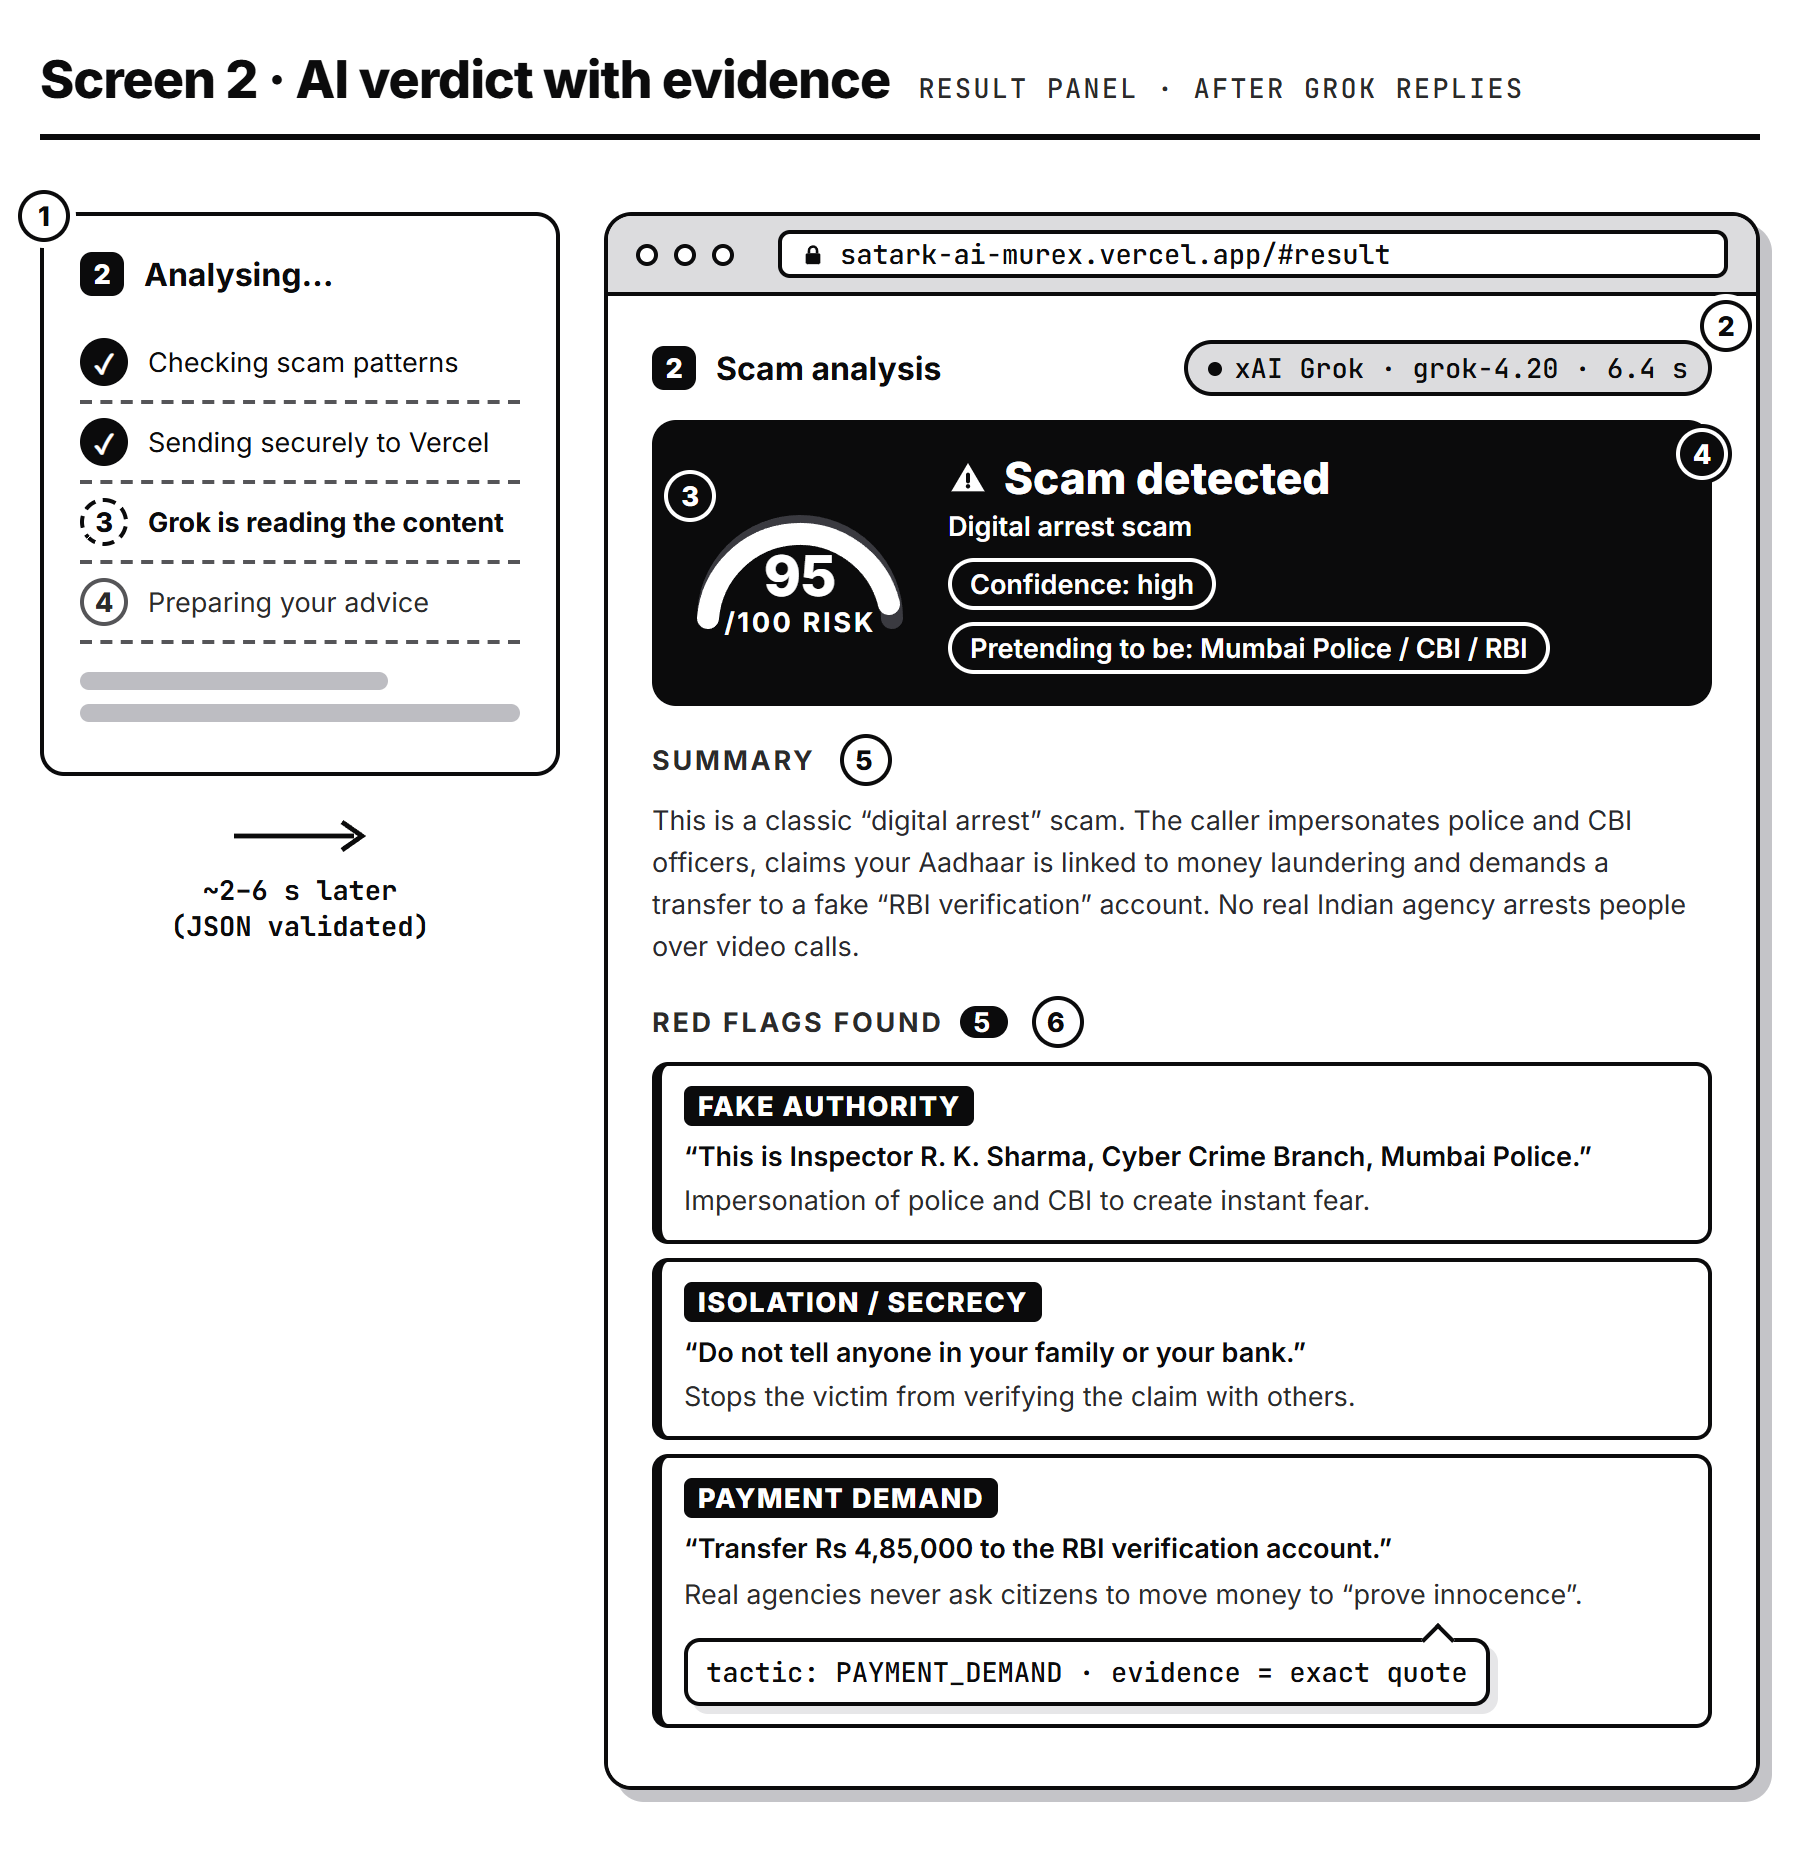 Screen 2 · AI verdict with evidence RESULT PANEL · AFTER GROK REPLIES
1
2 Analysing...
✓ Checking scam patterns
✓ Sending securely to Vercel
3 Grok is reading the content
4 Preparing your advice
~2–6 s later
(JSON validated)
satark-ai-murex.vercel.app/#result
2
2 Scam analysis
xAI Grok · grok-4.20 · 6.4 s
3
4
95
/100 RISK
Scam detected
Digital arrest scam
Confidence: high
Pretending to be: Mumbai Police / CBI / RBI
SUMMARY 5
This is a classic “digital arrest” scam. The caller impersonates police and CBI
officers, claims your Aadhaar is linked to money laundering and demands a
transfer to a fake “RBI verification” account. No real Indian agency arrests people
over video calls.
RED FLAGS FOUND 5 6
FAKE AUTHORITY
“This is Inspector R. K. Sharma, Cyber Crime Branch, Mumbai Police.”
Impersonation of police and CBI to create instant fear.
ISOLATION / SECRECY
“Do not tell anyone in your family or your bank.”
Stops the victim from verifying the claim with others.
PAYMENT DEMAND
“Transfer Rs 4,85,000 to the RBI verification account.”
Real agencies never ask citizens to move money to “prove innocence”.
tactic: PAYMENT_DEMAND · evidence = exact quote